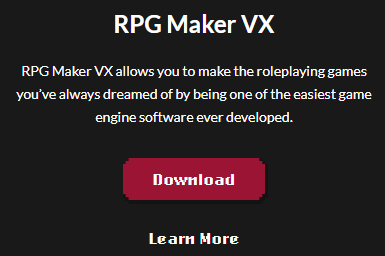 RPG Maker VX
RPG Maker VX allows you to make the roleplaying games
you've always dreamed of by being one of the easiest game
engine software ever developed.
Download
Learn More